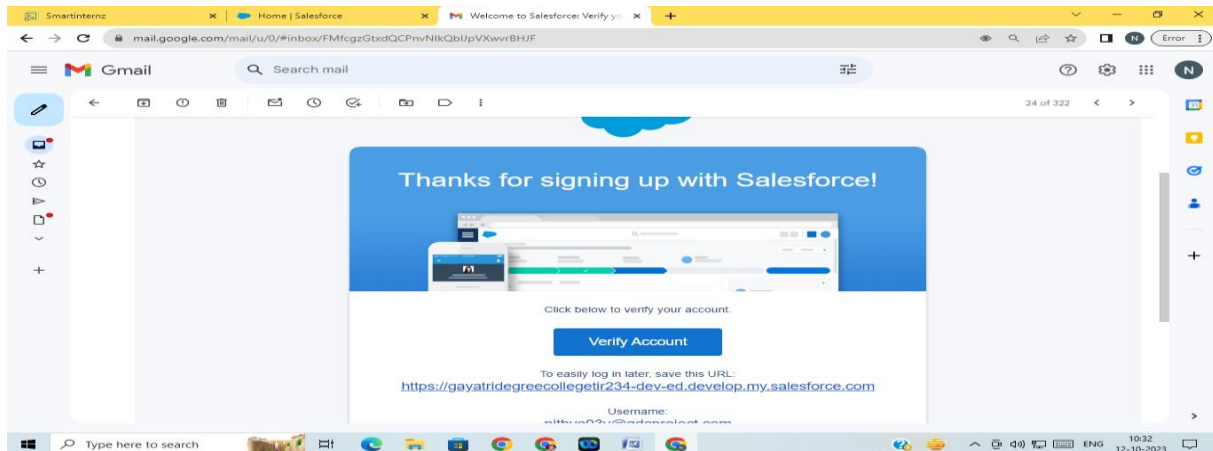 Smartinternz
Home | Salesforce
Welcome to Salesforce: Verify yo
mail.google.com/mail/u/0/#inbox/FMfcgzGtxdQCPnvNlkQbIJpVXwvrBHJF
N
Error
Gmail
Search mail
N
24 of 322
Thanks for signing up with Salesforce!
Click below to verify your account.
Verify Account
To easily log in later, save this URL:
https://gayatridegreecollegetir234-dev-ed.develop.my.salesforce.com
Username:
Type here to search
ENG
10:32
12-10-2023